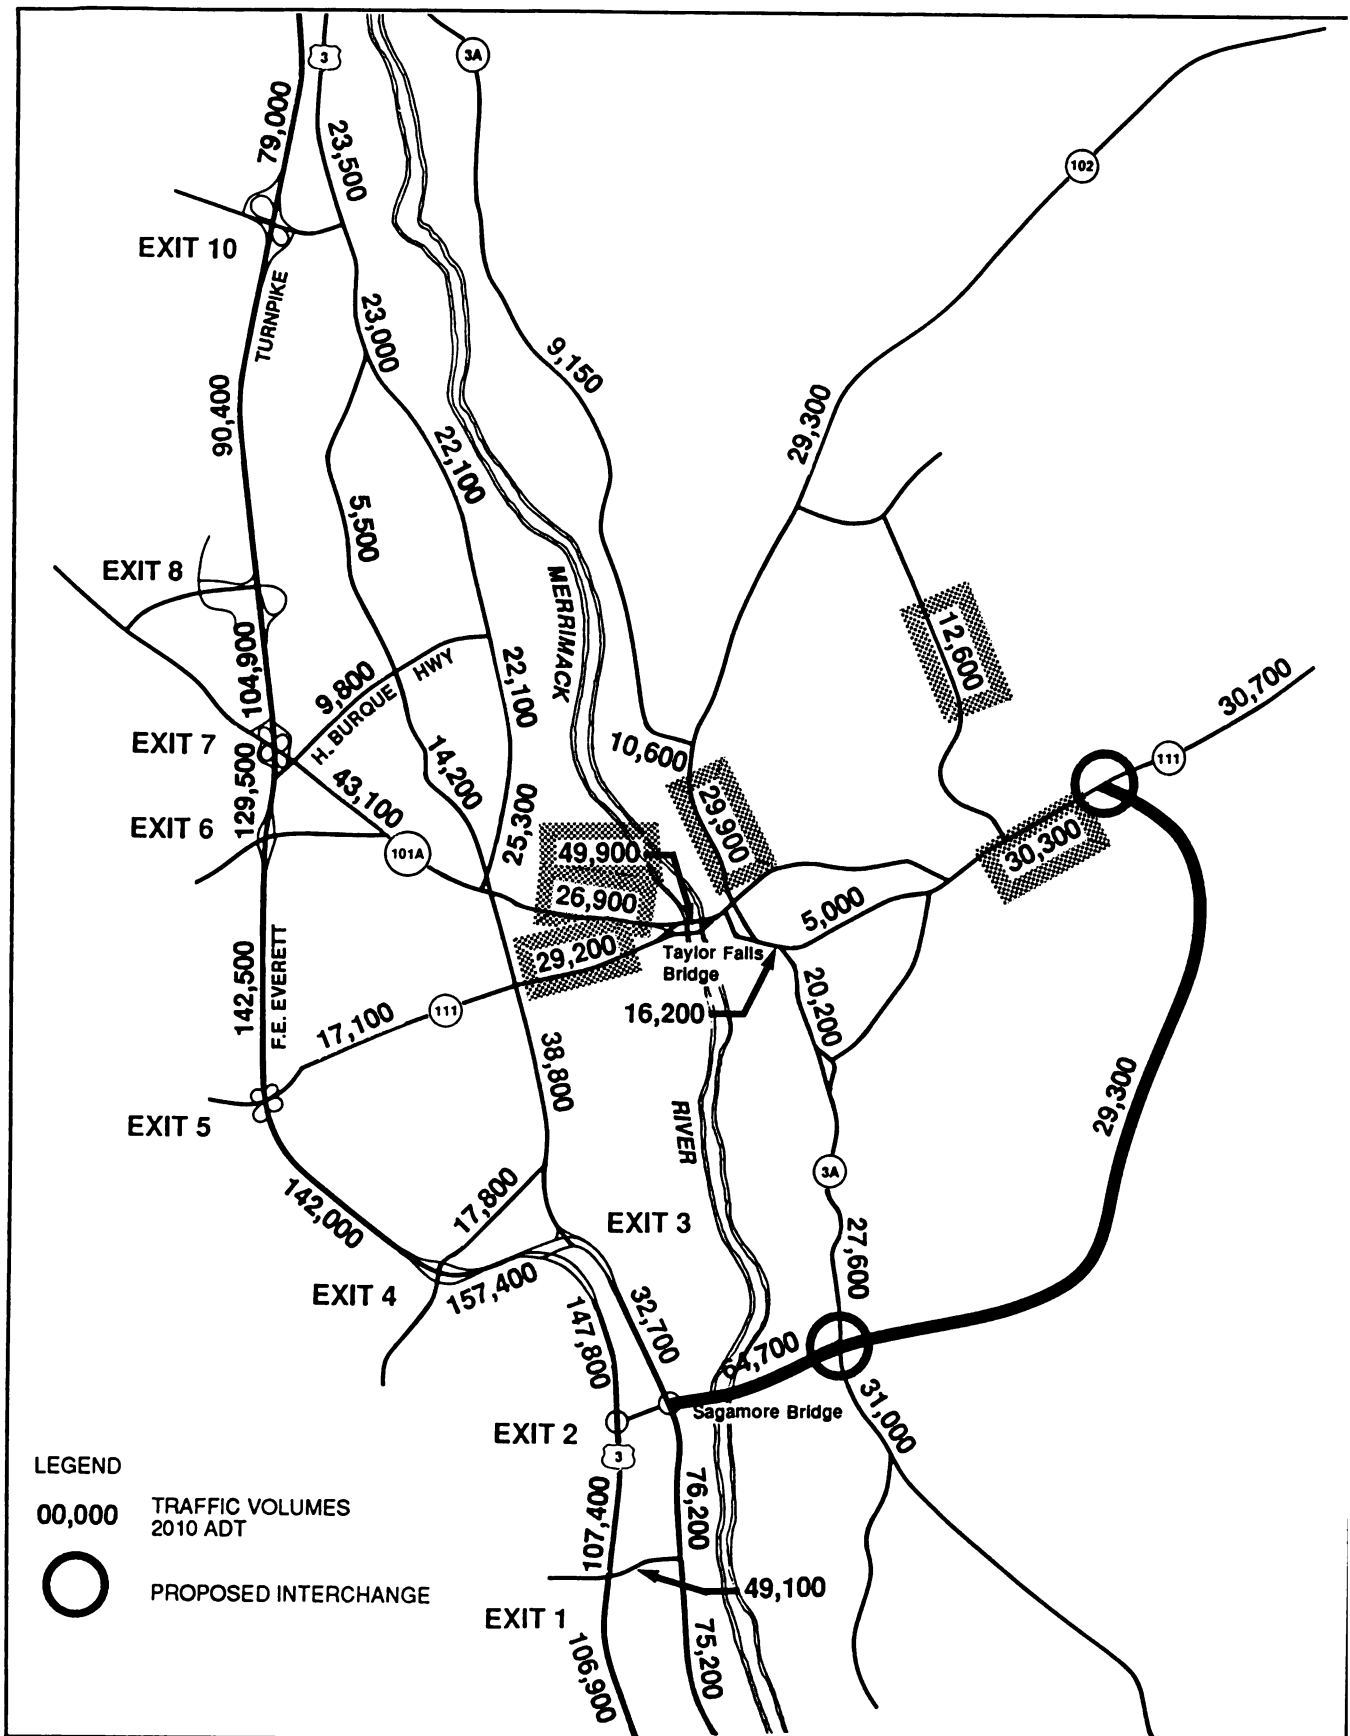 3
3A
79,000
23,500
102
EXIT 10
TURNPIKE
23,000
9,150
90,400
29,300
22,100
5,500
EXIT 8
MERRIMACK
12,600
104,900
9,800
H. BURQUE HWY
22,100
30,700
EXIT 7
10,600
111
129,500
43,100
14,200
29,900
EXIT 6
25,300
101A
49,900
30,300
26,900
5,000
29,200
Taylor Falls
Bridge
142,500
F.E. EVERETT
16,200
20,200
111
17,100
38,800
29,300
EXIT 5
RIVER
3A
142,000
17,800
EXIT 3
27,600
EXIT 4
157,400
147,800
32,700
64,700
Sagamore Bridge
31,000
EXIT 2
3
LEGEND
00,000 TRAFFIC VOLUMES
2010 ADT
107,400
76,200
PROPOSED INTERCHANGE
49,100
EXIT 1
106,900
75,200